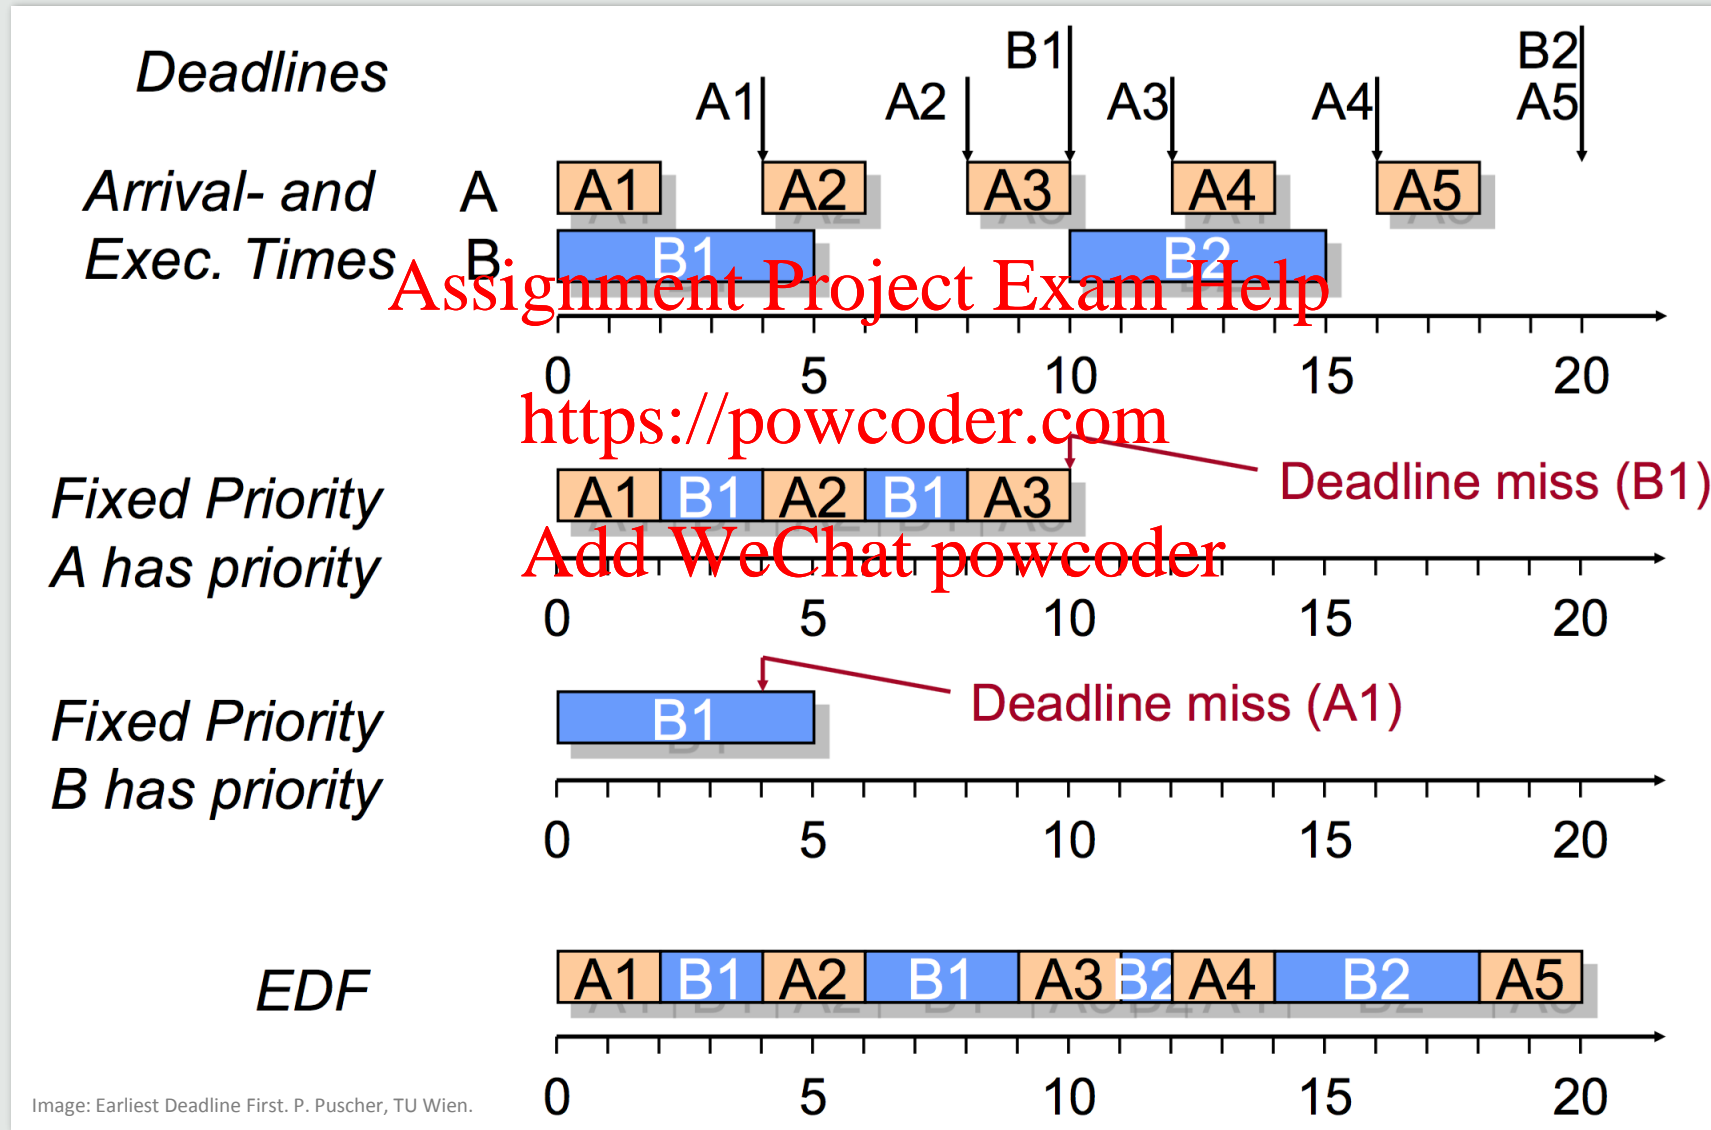 Deadlines
B1
B2
A1
A2
A3
A4
A5
Arrival- and
A
A1
A2
A3
A4
A5
Exec. Times
B
B1
B2
Assignment Project Exam Help
0 5 10 15 20
https://powcoder.com
Fixed Priority
A1 B1 A2 B1 A3
Deadline miss (B1)
A has priority
Add WeChat powcoder
0 5 10 15 20
Fixed Priority
B1
Deadline miss (A1)
B has priority
0 5 10 15 20
EDF
A1 B1 A2 B1 A3 B2 A4 B2 A5
0 5 10 15 20
Image: Earliest Deadline First. P. Puscher, TU Wien.